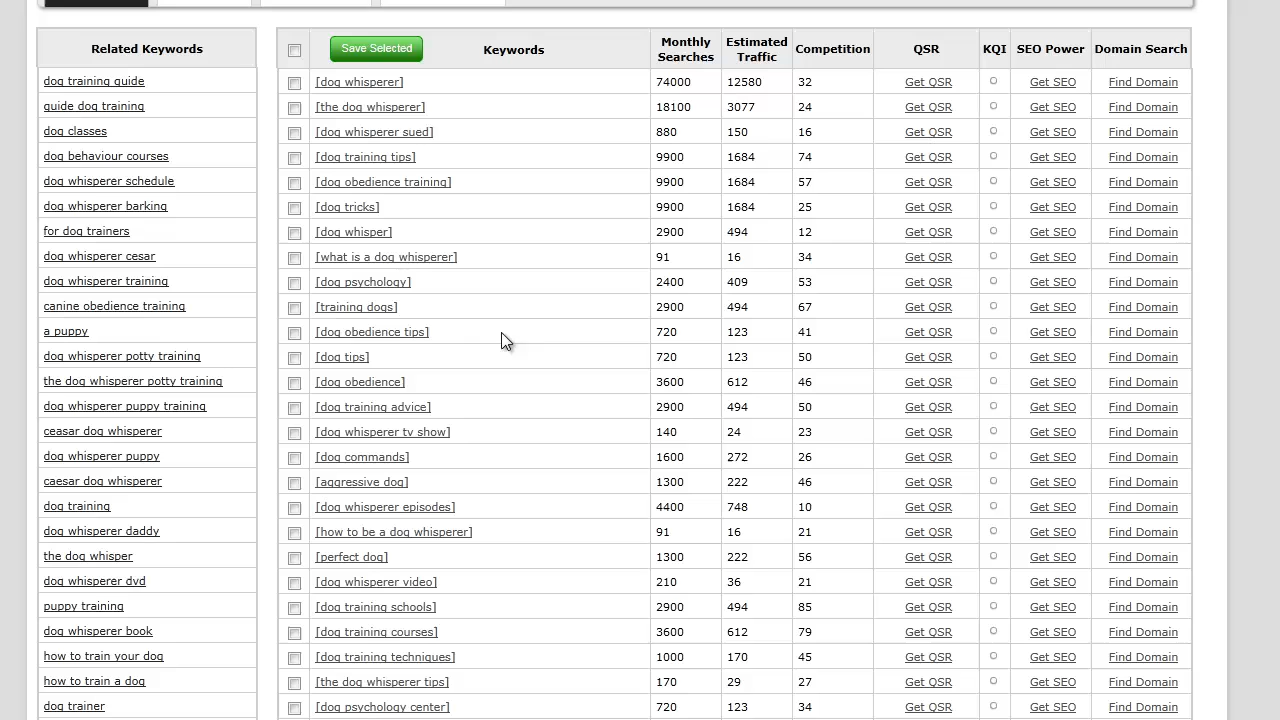 Related Keywords
dog training guide
guide dog training
dog classes
dog behaviour courses
dog whisperer schedule
dog whisperer barking
for dog trainers
dog whisperer cesar
dog whisperer training
canine obedience training
a puppy
dog whisperer potty training
the dog whisperer potty training
dog whisperer puppy training
ceasar dog whisperer
dog whisperer puppy
caesar dog whisperer
dog training
dog whisperer daddy
the dog whisper
dog whisperer dvd
puppy training
dog whisperer book
how to train your dog
how to train a dog
dog trainer
Save Selected Keywords Monthly Searches Estimated Traffic Competition QSR KQI SEO Power Domain Search
[dog whisperer] 74000 12580 32 Get QSR Get SEO Find Domain
[the dog whisperer] 18100 3077 24 Get QSR Get SEO Find Domain
[dog whisperer sued] 880 150 16 Get QSR Get SEO Find Domain
[dog training tips] 9900 1684 74 Get QSR Get SEO Find Domain
[dog obedience training] 9900 1684 57 Get QSR Get SEO Find Domain
[dog tricks] 9900 1684 25 Get QSR Get SEO Find Domain
[dog whisper] 2900 494 12 Get QSR Get SEO Find Domain
[what is a dog whisperer] 91 16 34 Get QSR Get SEO Find Domain
[dog psychology] 2400 409 53 Get QSR Get SEO Find Domain
[training dogs] 2900 494 67 Get QSR Get SEO Find Domain
[dog obedience tips] 720 123 41 Get QSR Get SEO Find Domain
[dog tips] 720 123 50 Get QSR Get SEO Find Domain
[dog obedience] 3600 612 46 Get QSR Get SEO Find Domain
[dog training advice] 2900 494 50 Get QSR Get SEO Find Domain
[dog whisperer tv show] 140 24 23 Get QSR Get SEO Find Domain
[dog commands] 1600 272 26 Get QSR Get SEO Find Domain
[aggressive dog] 1300 222 46 Get QSR Get SEO Find Domain
[dog whisperer episodes] 4400 748 10 Get QSR Get SEO Find Domain
[how to be a dog whisperer] 91 16 21 Get QSR Get SEO Find Domain
[perfect dog] 1300 222 56 Get QSR Get SEO Find Domain
[dog whisperer video] 210 36 21 Get QSR Get SEO Find Domain
[dog training schools] 2900 494 85 Get QSR Get SEO Find Domain
[dog training courses] 3600 612 79 Get QSR Get SEO Find Domain
[dog training techniques] 1000 170 45 Get QSR Get SEO Find Domain
[the dog whisperer tips] 170 29 27 Get QSR Get SEO Find Domain
[dog psychology center] 720 123 34 Get QSR Get SEO Find Domain